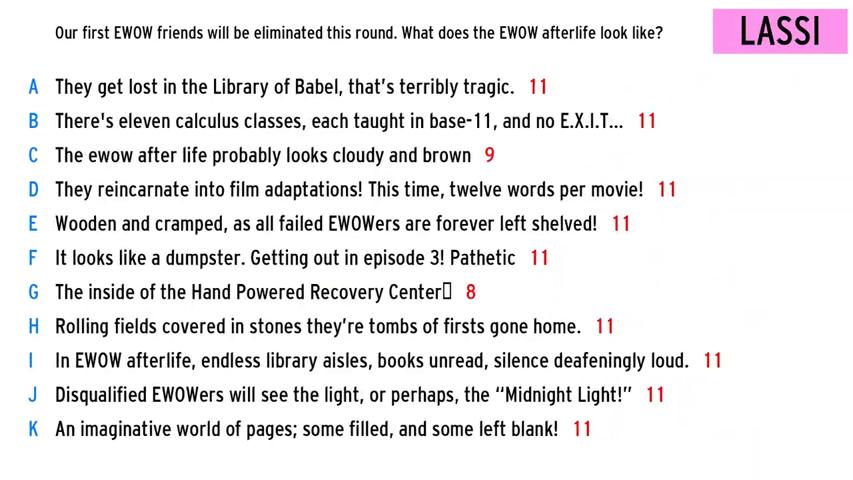 Our first EWOW friends will be eliminated this round. What does the EWOW afterlife look like?
LASSI
A They get lost in the Library of Babel, that's terribly tragic. 11
B There's eleven calculus classes, each taught in base-11, and no E.X.I.T... 11
C The ewow after life probably looks cloudy and brown 9
D They reincarnate into film adaptations! This time, twelve words per movie! 11
E Wooden and cramped, as all failed EWOWers are forever left shelved! 11
F It looks like a dumpster. Getting out in episode 3! Pathetic 11
G The inside of the Hand Powered Recovery Center▯ 8
H Rolling fields covered in stones they're tombs of firsts gone home. 11
I In EWOW afterlife, endless library aisles, books unread, silence deafeningly loud. 11
J Disqualified EWOWers will see the light, or perhaps, the “Midnight Light!” 11
K An imaginative world of pages; some filled, and some left blank! 11